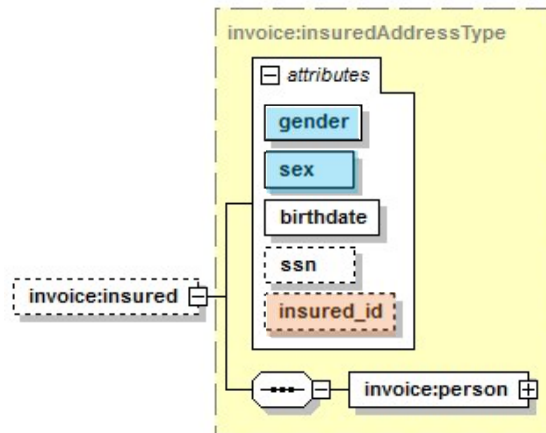 invoice:insuredAddressType
attributes
gender
sex
birthdate
ssn
insured_id
invoice:insured
invoice:person